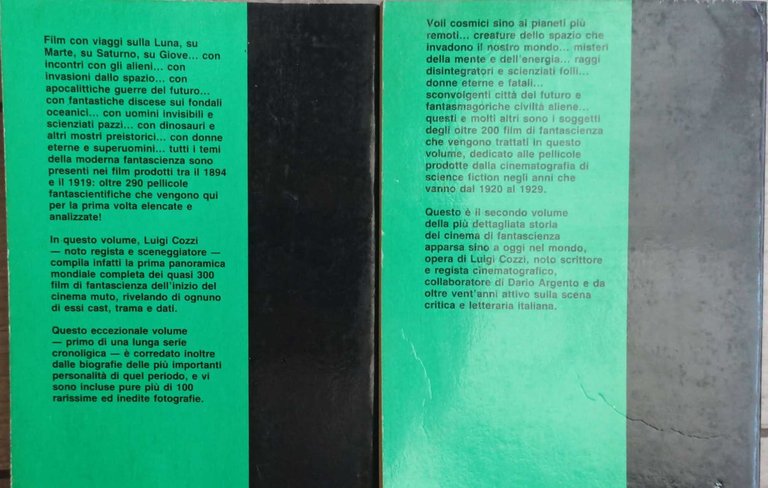 Film con viaggi sulla Luna, su
Marte, su Saturno, su Giove... con
incontri con gli alieni... con
invasioni dallo spazio... con
apocalittiche guerre del futuro...
con fantastiche discese sui fondali
oceanici... con uomini invisibili e
scienziati pazzi... con dinosauri e
altri mostri preistorici... con donne
eterne e superuomini... tutti i temi
della moderna fantascienza sono
presenti nei film prodotti tra il 1894
e il 1919: oltre 290 pellicole
fantascientifiche che vengono qui
per la prima volta elencate e
analizzate!
In questo volume, Luigi Cozzi
— noto regista e sceneggiatore —
compila infatti la prima panoramica
mondiale completa dei quasi 300
film di fantascienza dell'inizio del
cinema muto, rivelando di ognuno
di essi cast, trama e dati.
Questo eccezionale volume
— primo di una lunga serie
cronoligica — è corredato inoltre
dalle biografie delle più importanti
personalità di quel periodo, e vi
sono incluse pure più di 100
rarissime ed inedite fotografie.
Voli cosmici sino ai pianeti più
remoti... creature dello spazio che
invadono il nostro mondo... misteri
della mente e dell'energia... raggi
disintegratori e scienziati folli...
donne eterne e fatali...
sconvolgenti città del futuro e
fantasmagoriche civiltà aliene...
questi e molti altri sono i soggetti
degli oltre 200 film di fantascienza
che vengono trattati in questo
volume, dedicato alle pellicole
prodotte dalla cinematografia di
science fiction negli anni che
vanno dal 1920 al 1929.
Questo è il secondo volume
della più dettagliata storia
del cinema di fantascienza
apparsa sino a oggi nel mondo,
opera di Luigi Cozzi, noto scrittore
e regista cinematografico,
collaboratore di Dario Argento e da
oltre vent'anni attivo sulla scena
critica e letteraria italiana.